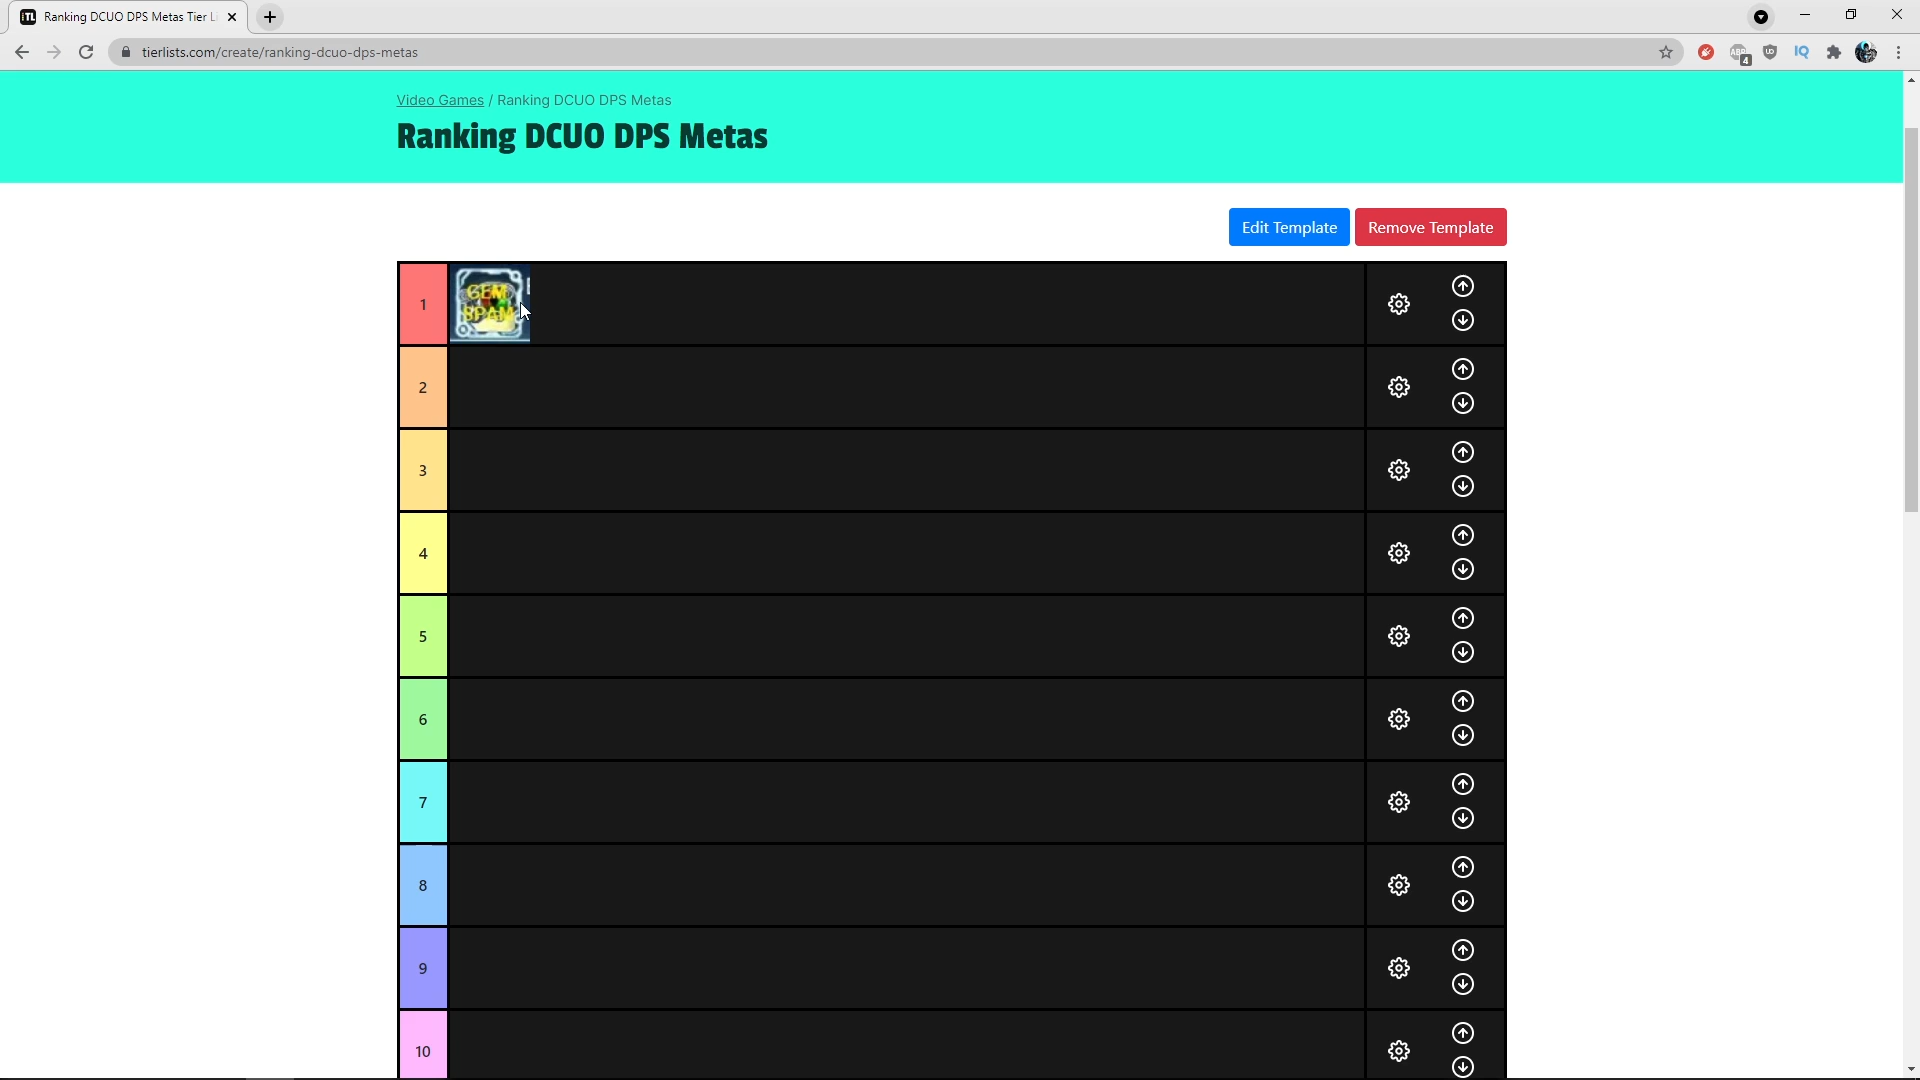 Ranking DCUO DPS Metas Tier Li
tierlists.com/create/ranking-dcuo-dps-metas
4
Video Games / Ranking DCUO DPS Metas
Ranking DCUO DPS Metas
Edit Template
Remove Template
1
GEM
SPAM
2
3
4
5
6
7
8
9
10